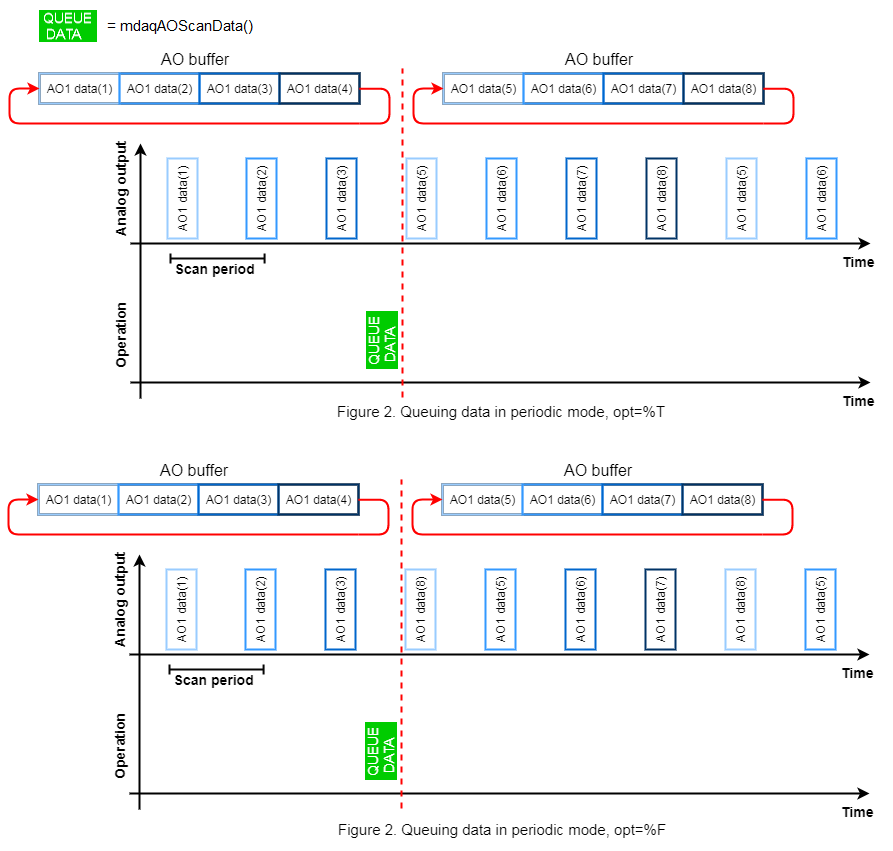 QUEUE
DATA
= mdaqAOScanData()
AO buffer
AO buffer
AO1 data(1) AO1 data(2) AO1 data(3) AO1 data(4)
AO1 data(5) AO1 data(6) AO1 data(7) AO1 data(8)
Analog output
AO1 data(1)
AO1 data(2)
AO1 data(3)
AO1 data(5)
AO1 data(6)
AO1 data(7)
AO1 data(8)
AO1 data(5)
AO1 data(6)
Time
Scan period
Operation
QUEUE
DATA
Time
Figure 2. Queuing data in periodic mode, opt=%T
AO buffer
AO buffer
AO1 data(1) AO1 data(2) AO1 data(3) AO1 data(4)
AO1 data(5) AO1 data(6) AO1 data(7) AO1 data(8)
Analog output
AO1 data(1)
AO1 data(2)
AO1 data(3)
AO1 data(8)
AO1 data(5)
AO1 data(6)
AO1 data(7)
AO1 data(8)
AO1 data(5)
Time
Scan period
Operation
QUEUE
DATA
Time
Figure 2. Queuing data in periodic mode, opt=%F